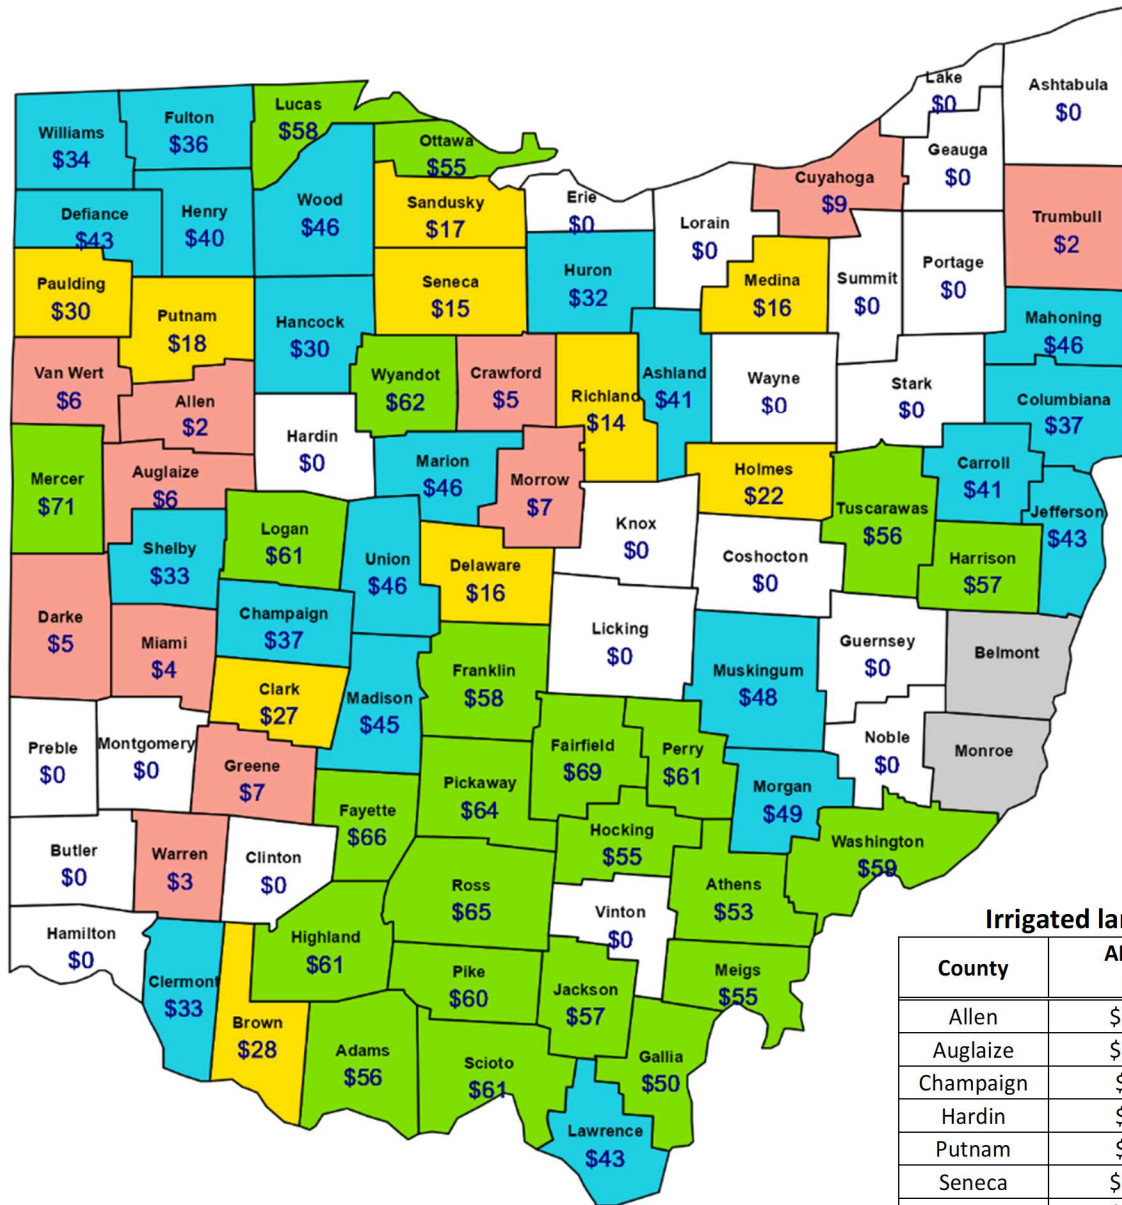 Lake
$0
Ashtabula
$0
Williams
$34
Fulton
$36
Lucas
$58
Ottawa
$55
Geauga
$0
Cuyahoga
$9
Trumbull
$2
Defiance
$43
Henry
$40
Wood
$46
Sandusky
$17
Erie
$0
Lorain
$0
Medina
$16
Summit
$0
Portage
$0
Paulding
$30
Putnam
$18
Hancock
$30
Seneca
$15
Huron
$32
Mahoning
$46
Van Wert
$6
Allen
$2
Hardin
$0
Wyandot
$62
Crawford
$5
Richland
$14
Ashland
$41
Wayne
$0
Stark
$0
Columbiana
$37
Mercer
$71
Auglaize
$6
Marion
$46
Morrow
$7
Holmes
$22
Carroll
$41
Jefferson
$43
Shelby
$33
Logan
$61
Union
$46
Delaware
$16
Knox
$0
Coshocton
$0
Tuscarawas
$56
Harrison
$57
Darke
$5
Miami
$4
Champaign
$37
Licking
$0
Guernsey
$0
Belmont
Clark
$27
Madison
$45
Franklin
$58
Muskingum
$48
Preble
$0
Montgomery
$0
Greene
$7
Fairfield
$69
Perry
$61
Noble
$0
Monroe
Fayette
$66
Pickaway
$64
Morgan
$49
Butler
$0
Warren
$3
Clinton
$0
Hocking
$55
Washington
$59
Ross
$65
Athens
$53
Vinton
$0
Hamilton
$0
Highland
$61
Clermont
$33
Pike
$60
Jackson
$57
Meigs
$55
Brown
$28
Adams
$56
Scioto
$61
Gallia
$50
Lawrence
$43
Irrigated
County
Allen $
Auglaize $
Champaign $
Hardin $
Putnam $
Seneca $